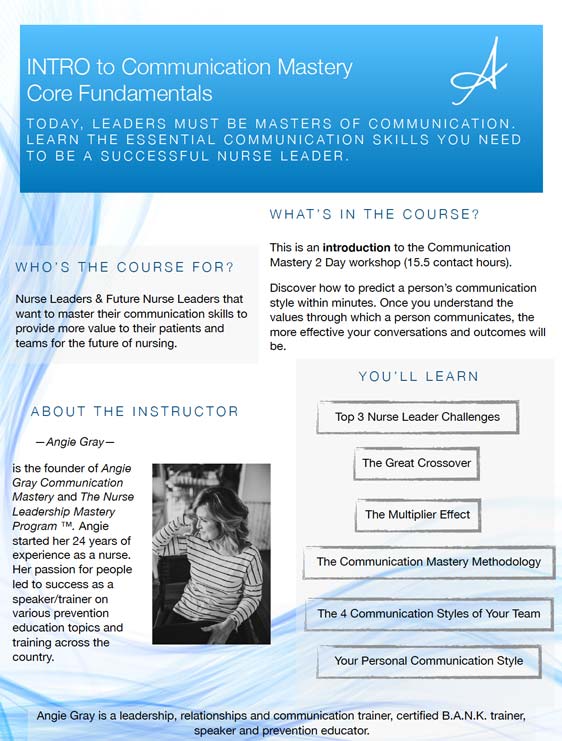 INTRO to Communication Mastery
Core Fundamentals
TODAY, LEADERS MUST BE MASTERS OF COMMUNICATION.
LEARN THE ESSENTIAL COMMUNICATION SKILLS YOU NEED
TO BE A SUCCESSFUL NURSE LEADER.
WHO'S THE COURSE FOR?
Nurse Leaders & Future Nurse Leaders that
want to master their communication skills to
provide more value to their patients and
teams for the future of nursing.
WHAT'S IN THE COURSE?
This is an introduction to the Communication
Mastery 2 Day workshop (15.5 contact hours).
Discover how to predict a person's communication
style within minutes. Once you understand the
values through which a person communicates, the
more effective your conversations and outcomes will
be.
ABOUT THE INSTRUCTOR
—Angie Gray—
is the founder of Angie
Gray Communication
Mastery and The Nurse
Leadership Mastery
Program ™. Angie
started her 24 years of
experience as a nurse.
Her passion for people
led to success as a
speaker/trainer on
various prevention
education topics and
training across the
country.
YOU'LL LEARN
Top 3 Nurse Leader Challenges
The Great Crossover
The Multiplier Effect
The Communication Mastery Methodology
The 4 Communication Styles of Your Team
Your Personal Communication Style
Angie Gray is a leadership, relationships and communication trainer, certified B.A.N.K. trainer,
speaker and prevention educator.